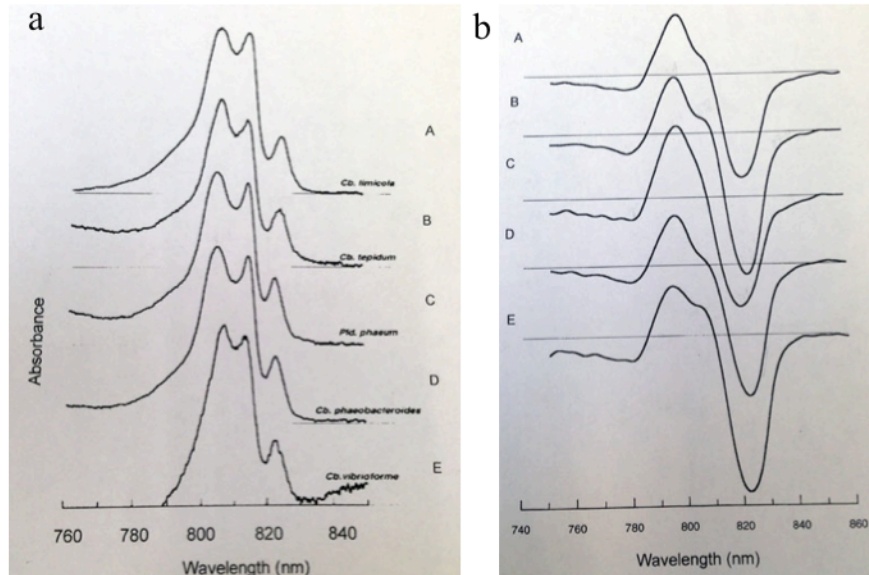 a
A
Cb. limicola
B
Cb. tepidum
C
Pld. phaeum
D
Cb. phaeobacteroides
E
Cb. vibrioforme
Absorbance
760 780 800 820 840
Wavelength (nm)
b
A
B
C
D
E
740 760 780 800 820 840 860
Wavelength (nm)